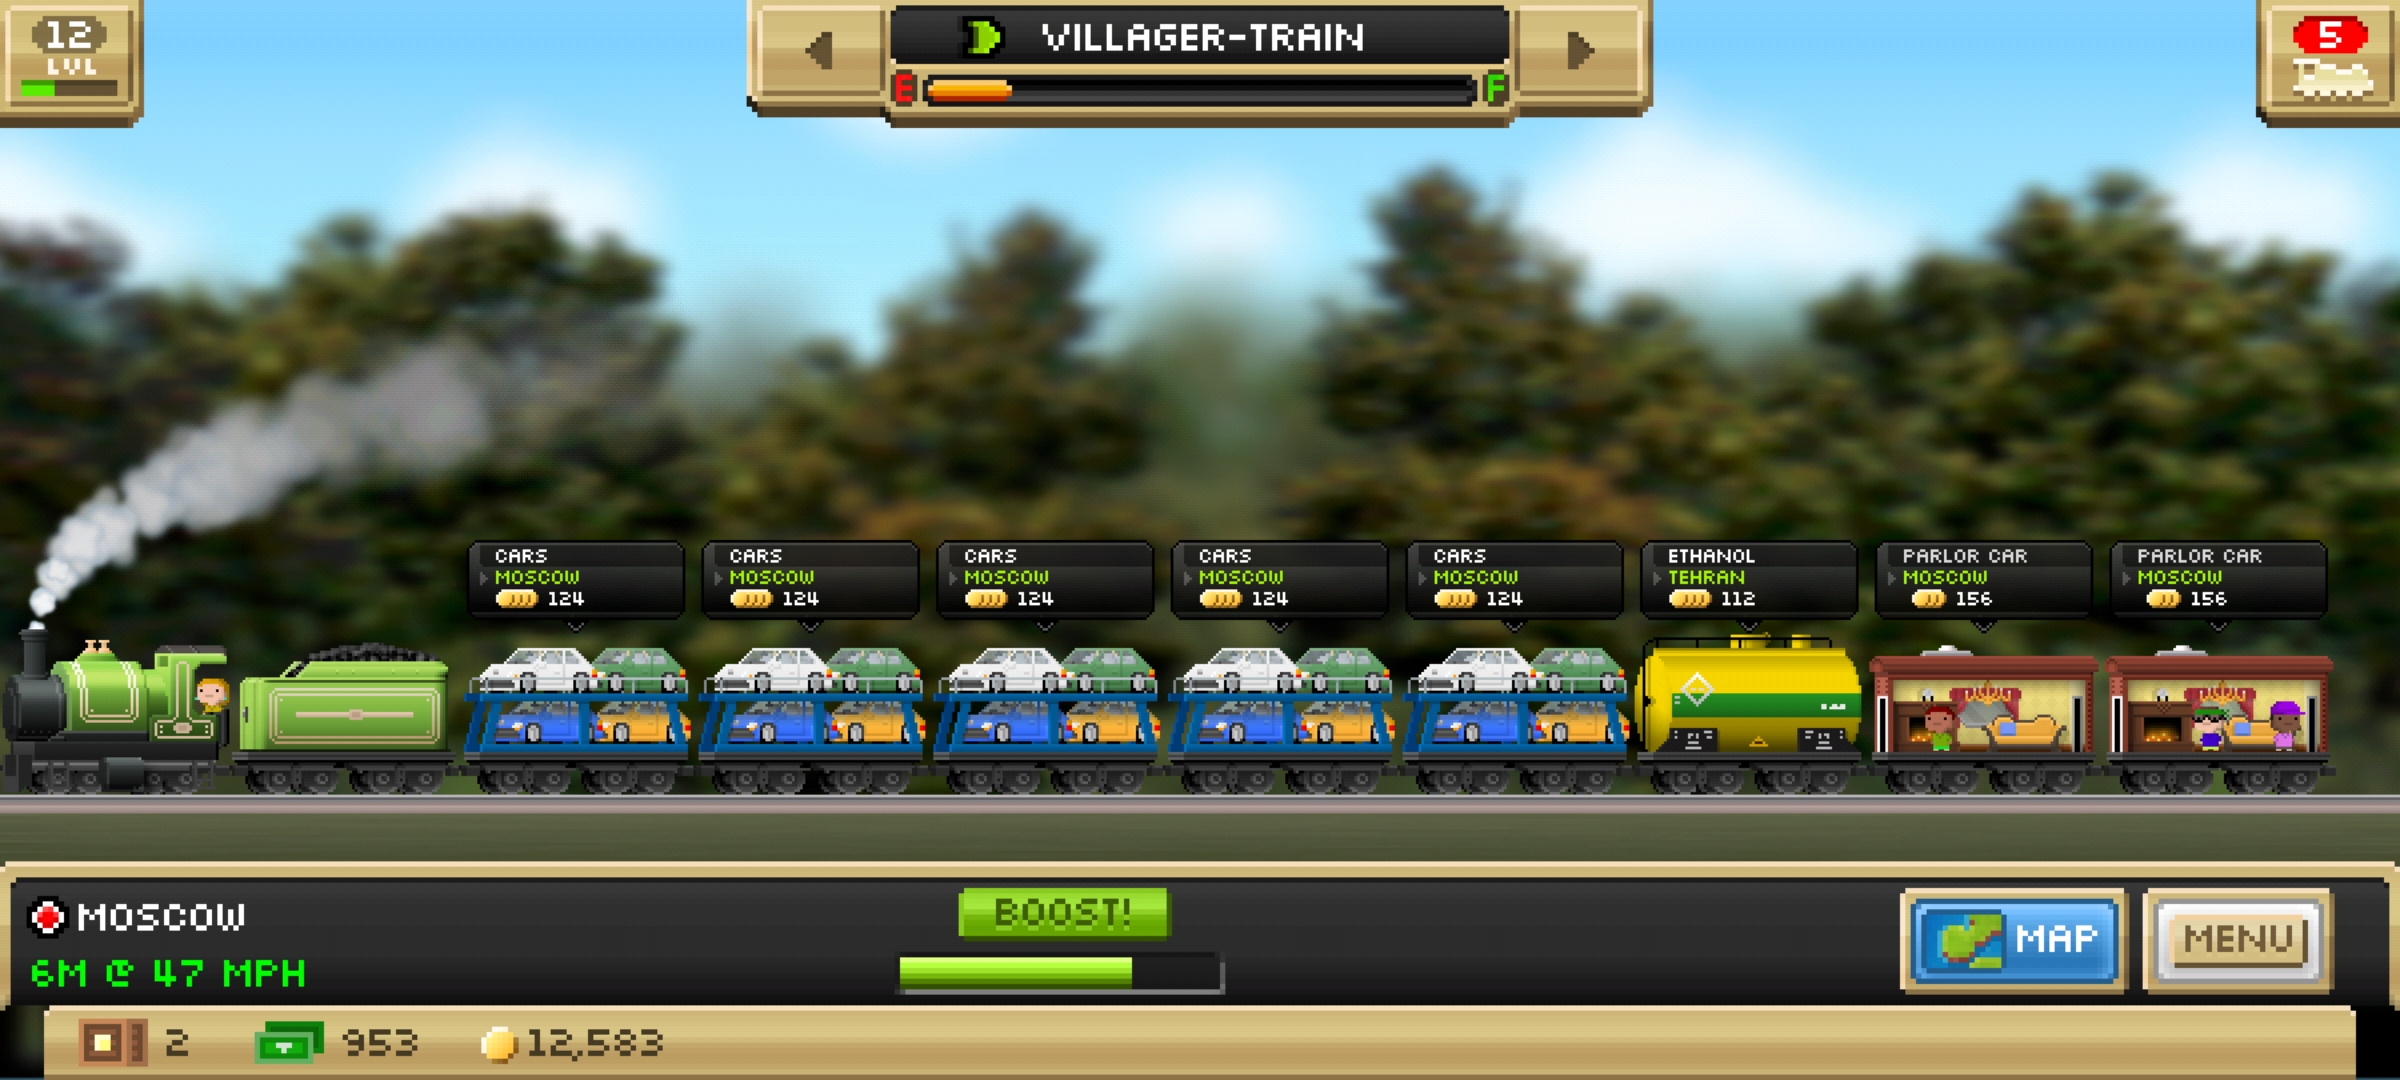 12
LVL
VILLAGER-TRAIN
E F
5
CARS
MOSCOW
124
CARS
MOSCOW
124
CARS
MOSCOW
124
CARS
MOSCOW
124
CARS
MOSCOW
124
ETHANOL
TEHRAN
112
PARLOR CAR
MOSCOW
156
PARLOR CAR
MOSCOW
156
MOSCOW
6M @ 47 MPH
BOOST!
MAP
MENU
2
953
12,583